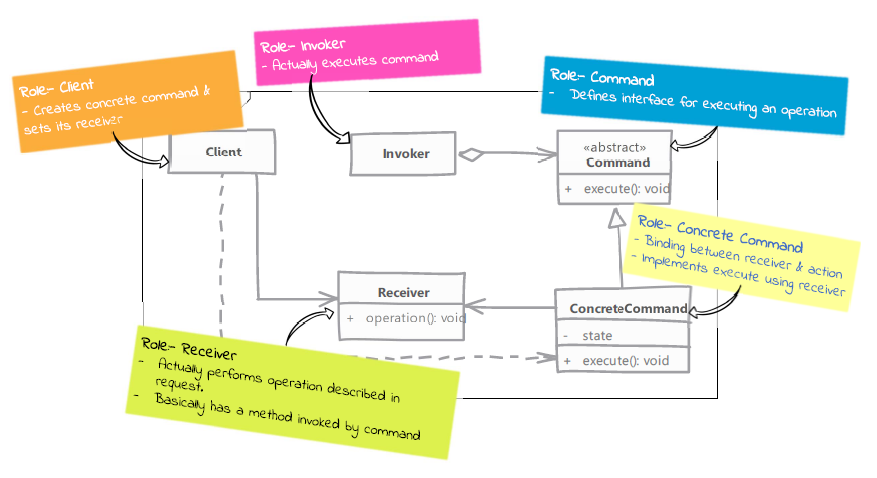 Role:- Invoker
- Actually executes command
Role:- Client
- Creates concrete command &
sets its receiver
Role:- Command
- Defines interface for executing an operation
Client
Invoker
«abstract»
Command
+ execute(): void
Role:- Concrete Command
- Binding between receiver & action
- Implements execute using receiver
Receiver
+ operation(): void
ConcreteCommand
- state
+ execute(): void
Role:- Receiver
- Actually performs operation described in
request.
- Basically has a method invoked by command